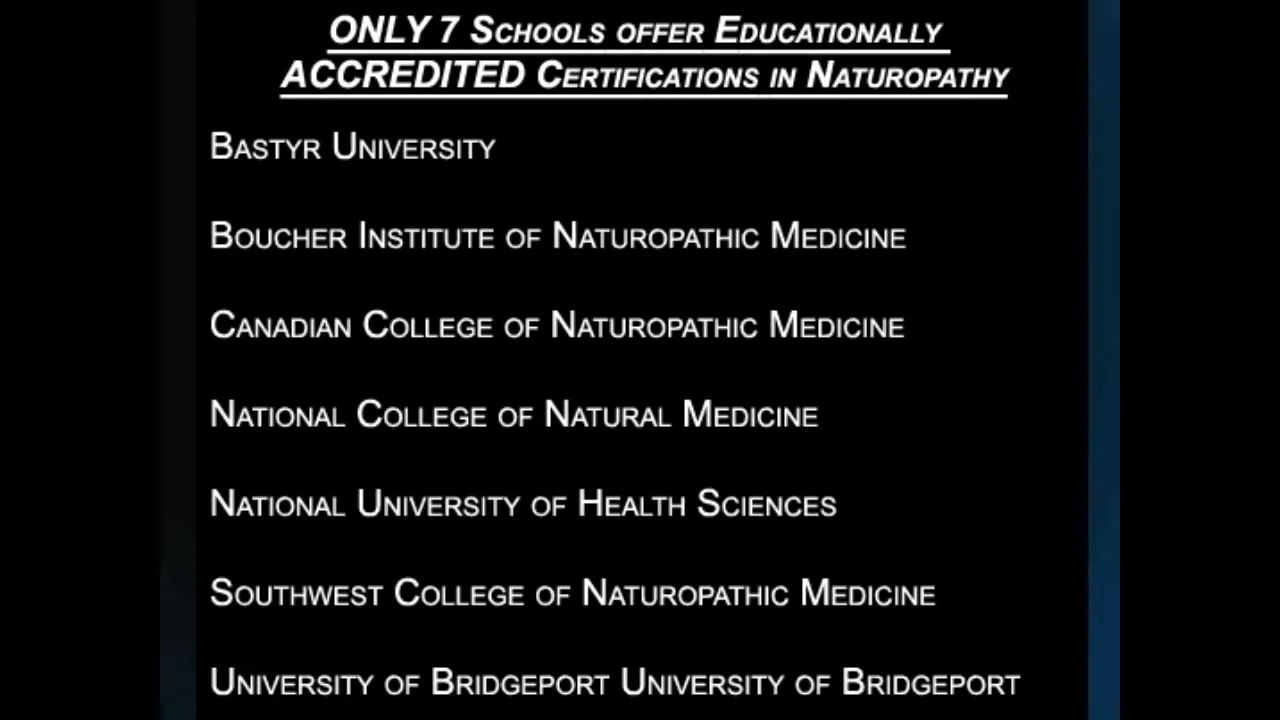 ONLY 7 Schools offer Educationally
ACCREDITED Certifications in Naturopathy
Bastyr University
Boucher Institute of Naturopathic Medicine
Canadian College of Naturopathic Medicine
National College of Natural Medicine
National University of Health Sciences
Southwest College of Naturopathic Medicine
University of Bridgeport University of Bridgeport